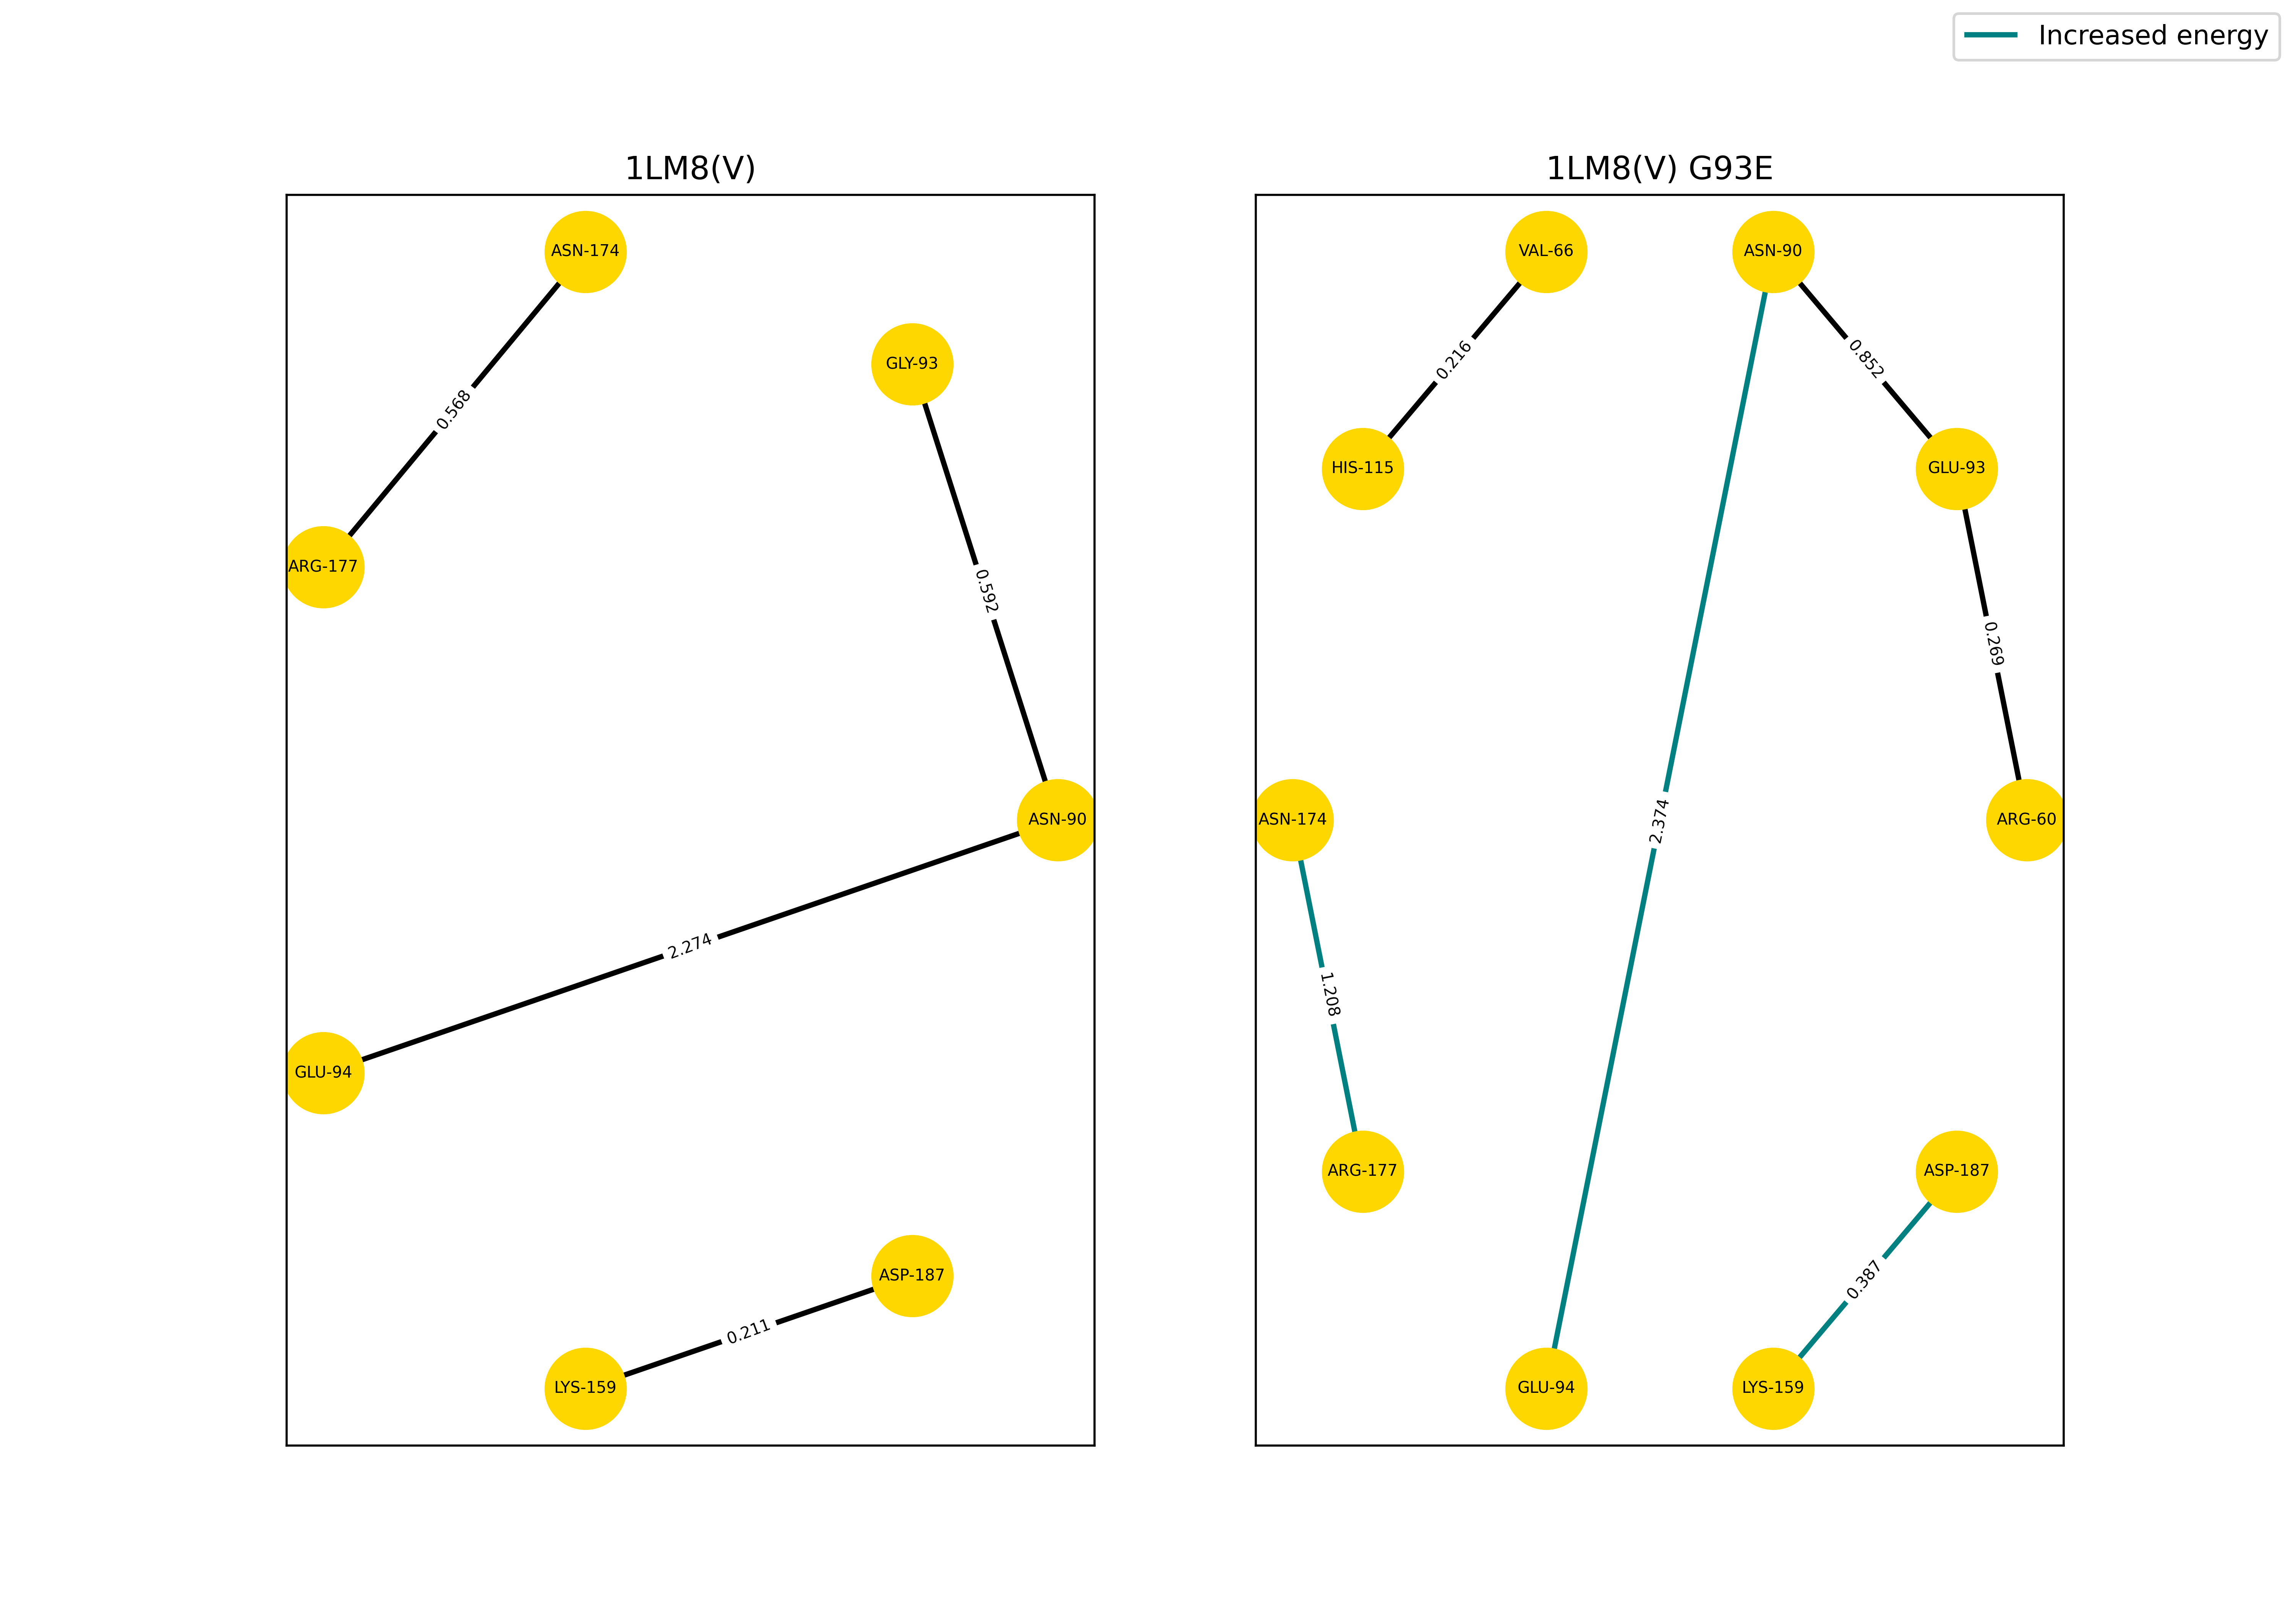 Increased energy
1LM8(V)
ASN-174
GLY-93
0.568
ARG-177
0.592
ASN-90
2.274
GLU-94
ASP-187
0.211
LYS-159
1LM8(V) G93E
VAL-66
ASN-90
0.216
0.852
HIS-115
GLU-93
0.269
ASN-174
2.374
ARG-60
1.208
ARG-177
ASP-187
0.387
GLU-94
LYS-159